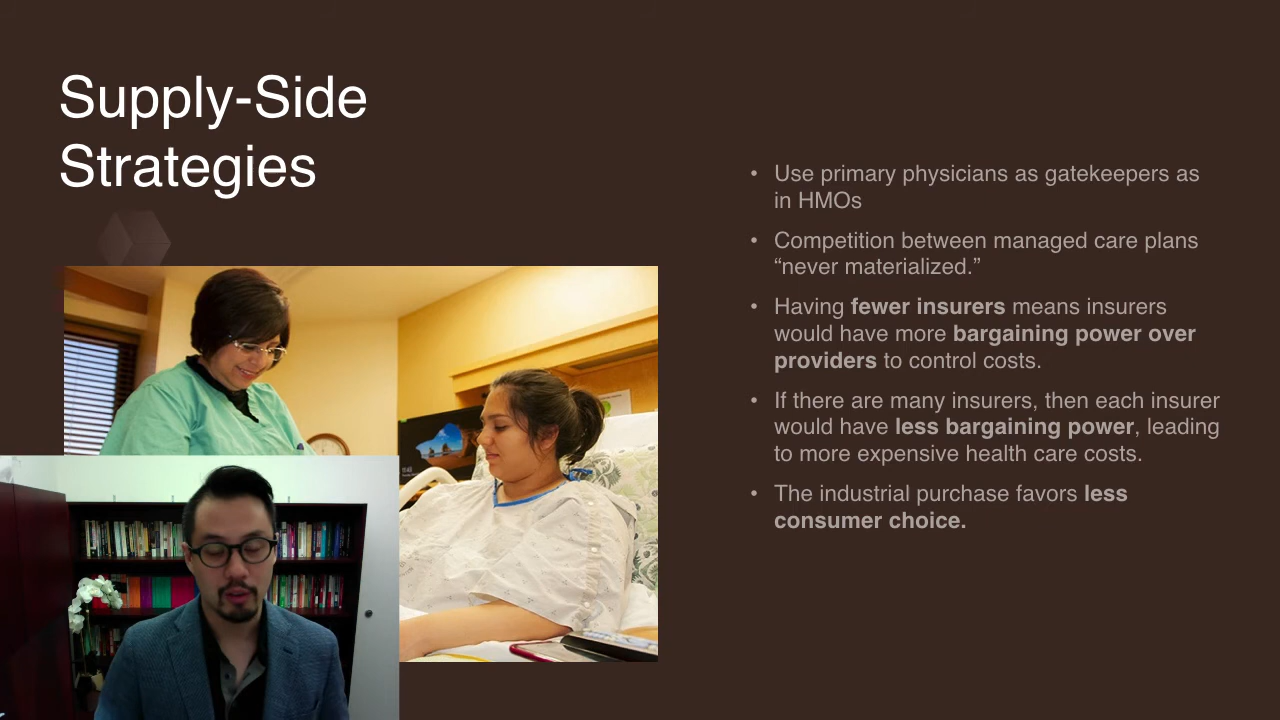 Supply-Side
Strategies
• Use primary physicians as gatekeepers as
in HMOs
• Competition between managed care plans
“never materialized.”
• Having fewer insurers means insurers
would have more bargaining power over
providers to control costs.
• If there are many insurers, then each insurer
would have less bargaining power, leading
to more expensive health care costs.
• The industrial purchase favors less
consumer choice.